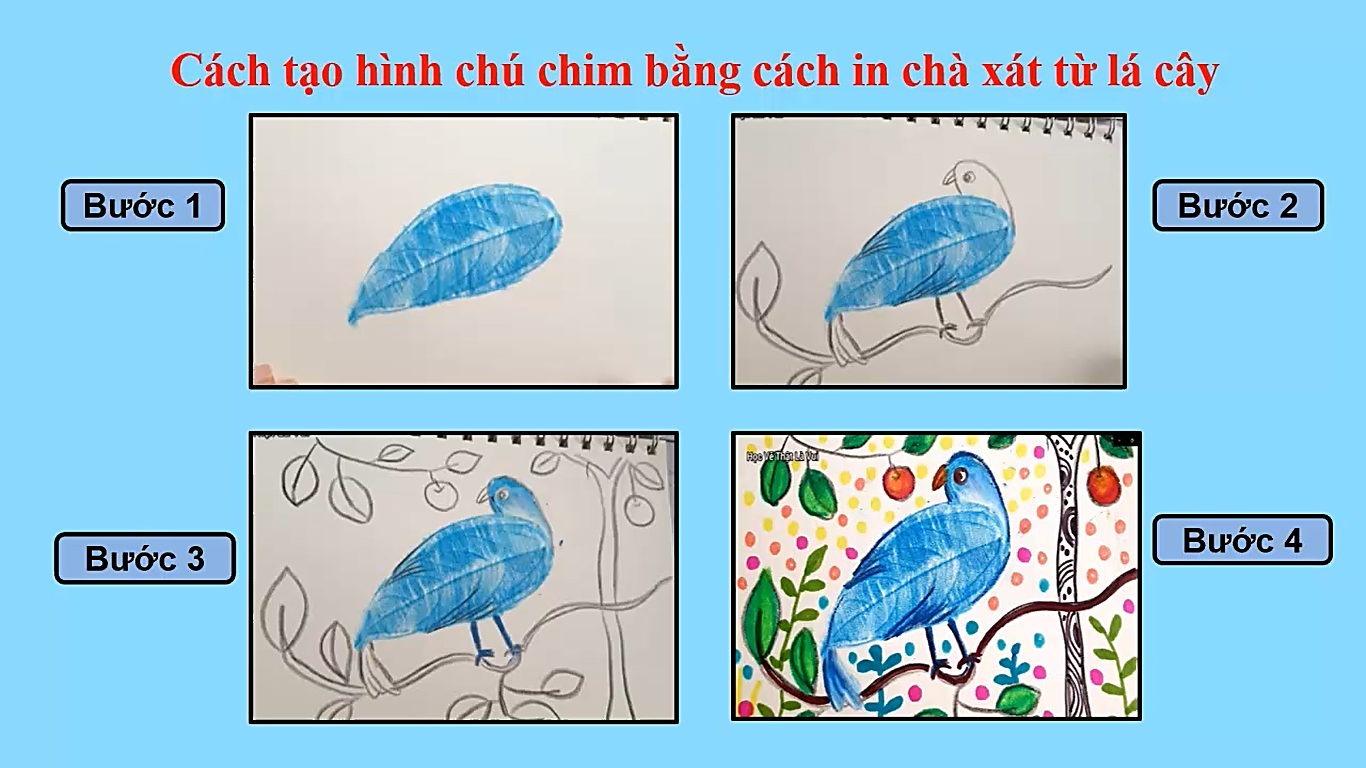 Cách tạo hình chú chim bằng cách in chà xát từ lá cây
Bước 1
Bước 2
Bước 3
Bước 4
Học Vẽ Thật Là Vui